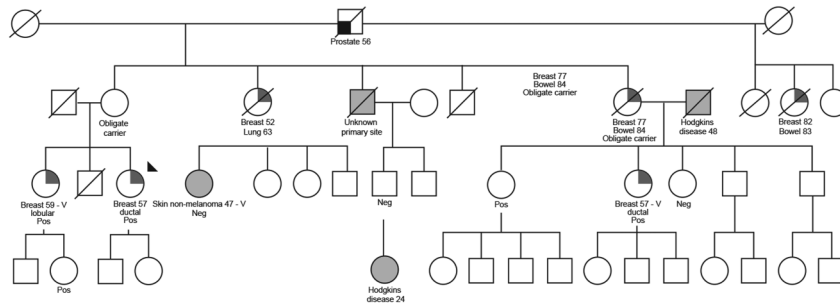 Prostate 56
Breast 77
Bowel 84
Obligate carrier
Obligate
carrier
Breast 52
Lung 63
Unknown
primary site
Breast 77
Bowel 84
Obligate carrier
Hodgkins
disease 48
Breast 82
Bowel 83
Breast 59 - V
lobular
Pos
Breast 57
ductal
Pos
Skin non-melanoma 47 - V
Neg
Neg
Pos
Breast 57 - V
ductal
Pos
Neg
Pos
Hodgkins
disease 24